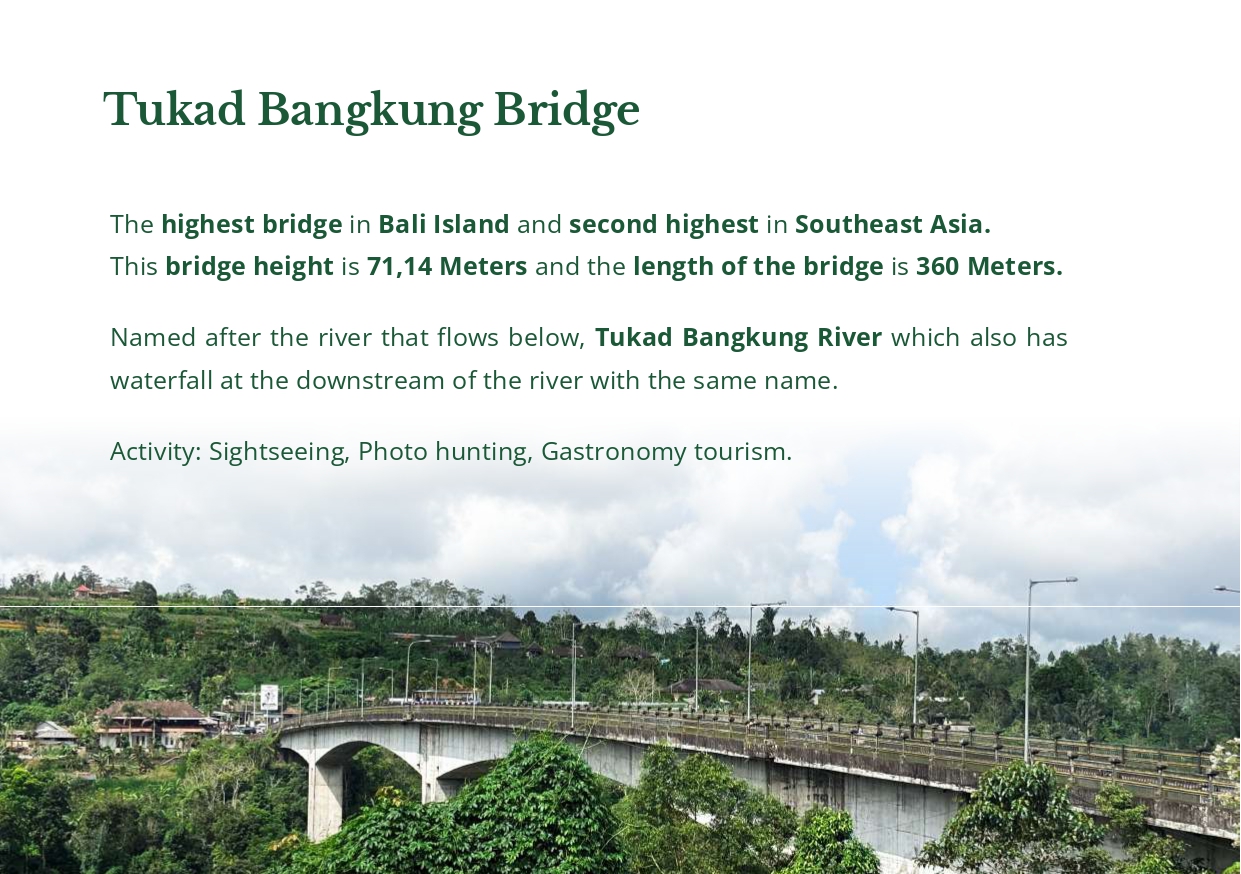 Tukad Bangkung Bridge
The highest bridge in Bali Island and second highest in Southeast Asia.
This bridge height is 71,14 Meters and the length of the bridge is 360 Meters.
Named after the river that flows below, Tukad Bangkung River which also has
waterfall at the downstream of the river with the same name.
Activity: Sightseeing, Photo hunting, Gastronomy tourism.